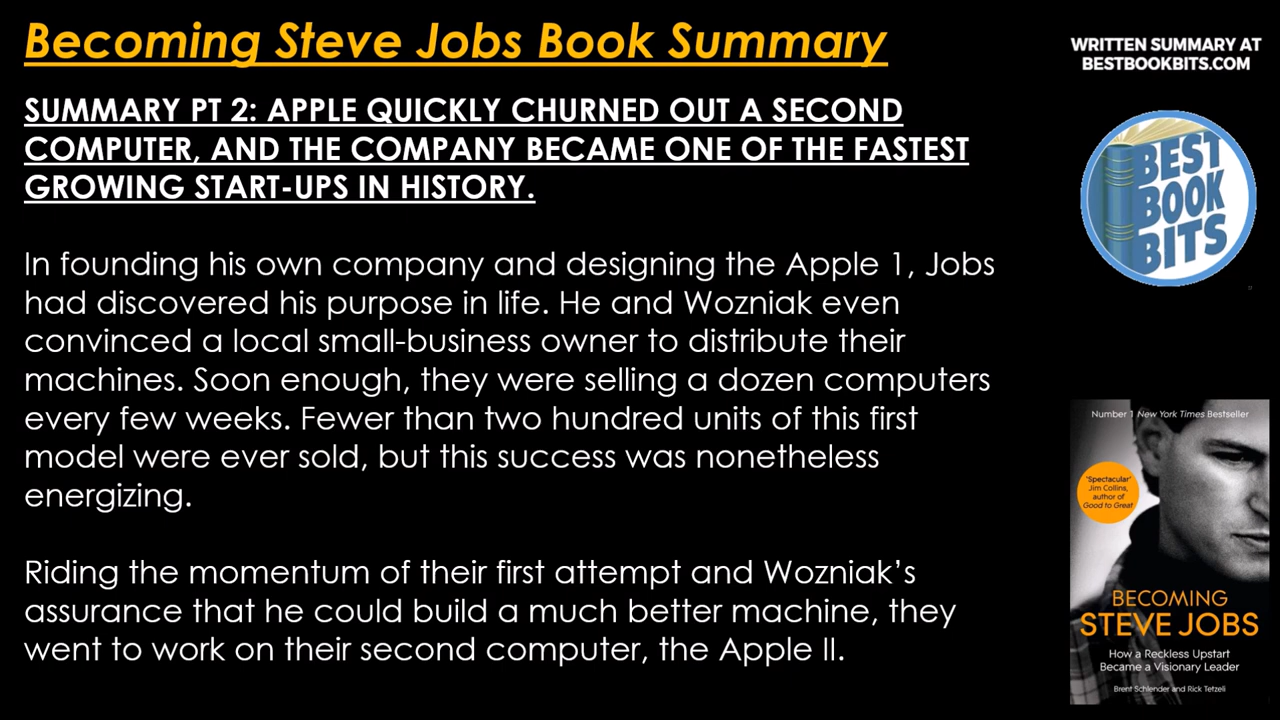 Becoming Steve Jobs Book Summary
WRITTEN SUMMARY AT
BESTBOOKBITS.COM
SUMMARY PT 2: APPLE QUICKLY CHURNED OUT A SECOND
COMPUTER, AND THE COMPANY BECAME ONE OF THE FASTEST
GROWING START-UPS IN HISTORY.
In founding his own company and designing the Apple 1, Jobs
had discovered his purpose in life. He and Wozniak even
convinced a local small-business owner to distribute their
machines. Soon enough, they were selling a dozen computers
every few weeks. Fewer than two hundred units of this first
model were ever sold, but this success was nonetheless
energizing.
Riding the momentum of their first attempt and Wozniak’s
assurance that he could build a much better machine, they
went to work on their second computer, the Apple II.
BEST
BOOK
BITS
Number 1 New York Times Bestseller
'Spectacular'
Jim Collins,
author of
Good to Great
BECOMING
STEVE JOBS
How a Reckless Upstart
Became a Visionary Leader
Brent Schlender and Rick Tetzeli